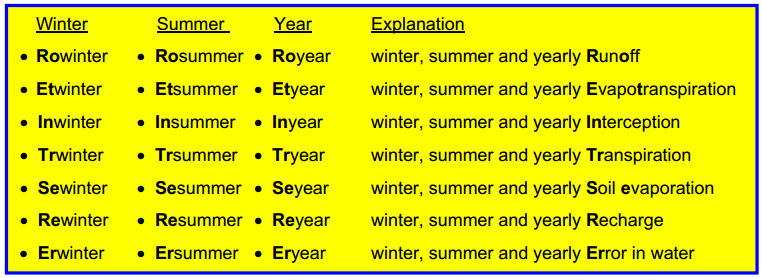 Winter Summer Year Explanation
• Rowinter • Rosummer • Royear winter, summer and yearly Runoff
• Etwinter • Etsummer • Etyear winter, summer and yearly Evapotranspiration
• Inwinter • Insummer • Inyear winter, summer and yearly Interception
• Trwinter • Trsummer • Tryear winter, summer and yearly Transpiration
• Sewinter • Sesummer • Seyear winter, summer and yearly Soil evaporation
• Rewinter • Resummer • Reyear winter, summer and yearly Recharge
• Erwinter • Ersummer • Eryear winter, summer and yearly Error in water